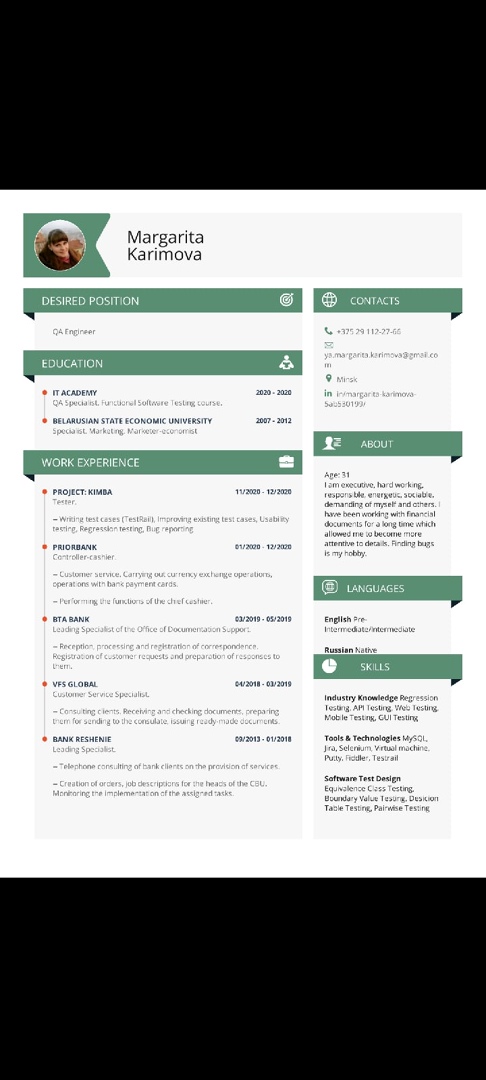 Margarita
Karimova
DESIRED POSITION
QA Engineer
EDUCATION
IT ACADEMY 2020 - 2020
QA Specialist. Functional Software Testing course.
BELARUSIAN STATE ECONOMIC UNIVERSITY 2007 - 2012
Specialist, Marketing. Marketer-economist
WORK EXPERIENCE
PROJECT: KIMBA 11/2020 - 12/2020
Tester.
– Writing test cases (TestRail), Improving existing test cases, Usability
testing, Regression testing, Bug reporting
PRIORBANK 01/2020 - 12/2020
Controller-cashier.
– Customer service. Carrying out currency exchange operations,
operations with bank payment cards.
– Performing the functions of the chief cashier.
BTA BANK 03/2019 - 05/2019
Leading Specialist of the Office of Documentation Support.
– Reception, processing and registration of correspondence.
Registration of customer requests and preparation of responses to
them.
VFS GLOBAL 04/2018 - 03/2019
Customer Service Specialist.
– Consulting clients. Receiving and checking documents, preparing
them for sending to the consulate, issuing ready-made documents.
BANK RESHENIE 09/2013 - 01/2018
Leading Specialist.
– Telephone consulting of bank clients on the provision of services.
– Creation of orders, job descriptions for the heads of the CBU.
Monitoring the implementation of the assigned tasks.
CONTACTS
+375 29 112-27-66
ya.margarita.karimova@gmail.co
m
Minsk
in in/margarita-karimova-
5ab530199/
ABOUT
Age: 31
I am executive, hard working,
responsible, energetic, sociable,
demanding of myself and others. I
have been working with financial
documents for a long time which
allowed me to become more
attentive to details. Finding bugs
is my hobby.
LANGUAGES
English Pre-
Intermediate/Intermediate
Russian Native
SKILLS
Industry Knowledge Regression
Testing, API Testing, Web Testing,
Mobile Testing, GUI Testing
Tools & Technologies MySQL,
Jira, Selenium, Virtual machine,
Putty, Fiddler, Testrail
Software Test Design
Equivalence Class Testing,
Boundary Value Testing, Desicion
Table Testing, Pairwise Testing